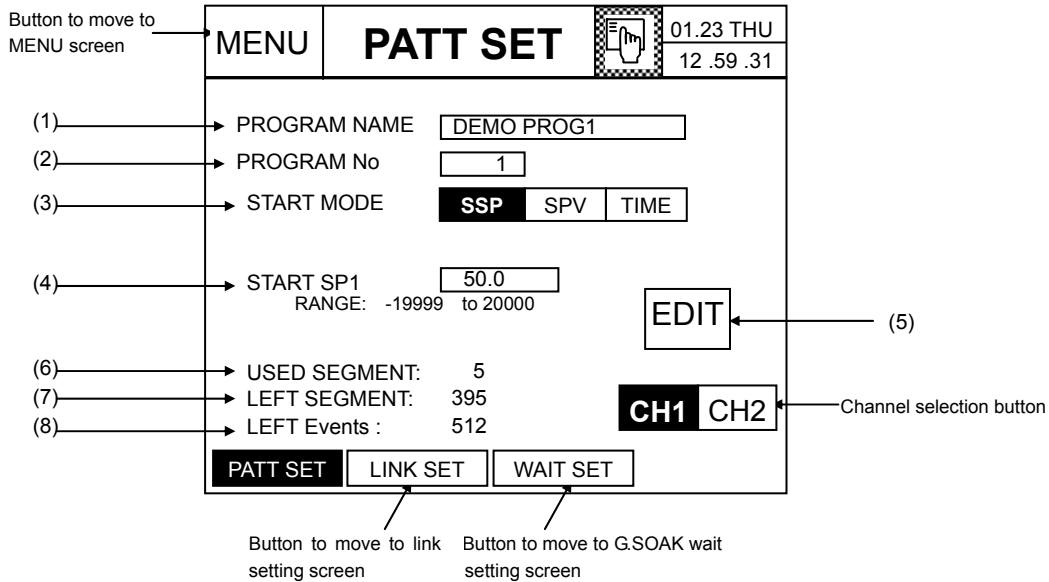 Button to move to
MENU screen
MENU
PATT SET
01.23 THU
12 .59 .31
(1)
PROGRAM NAME
DEMO PROG1
(2)
PROGRAM No
1
(3)
START MODE
SSP
SPV
TIME
(4)
START SP1
50.0
RANGE: -19999 to 20000
EDIT
(5)
(6)
USED SEGMENT: 5
(7)
LEFT SEGMENT: 395
(8)
LEFT Events : 512
CH1
CH2
Channel selection button
PATT SET
LINK SET
WAIT SET
Button to move to link
setting screen
Button to move to G.SOAK wait
setting screen